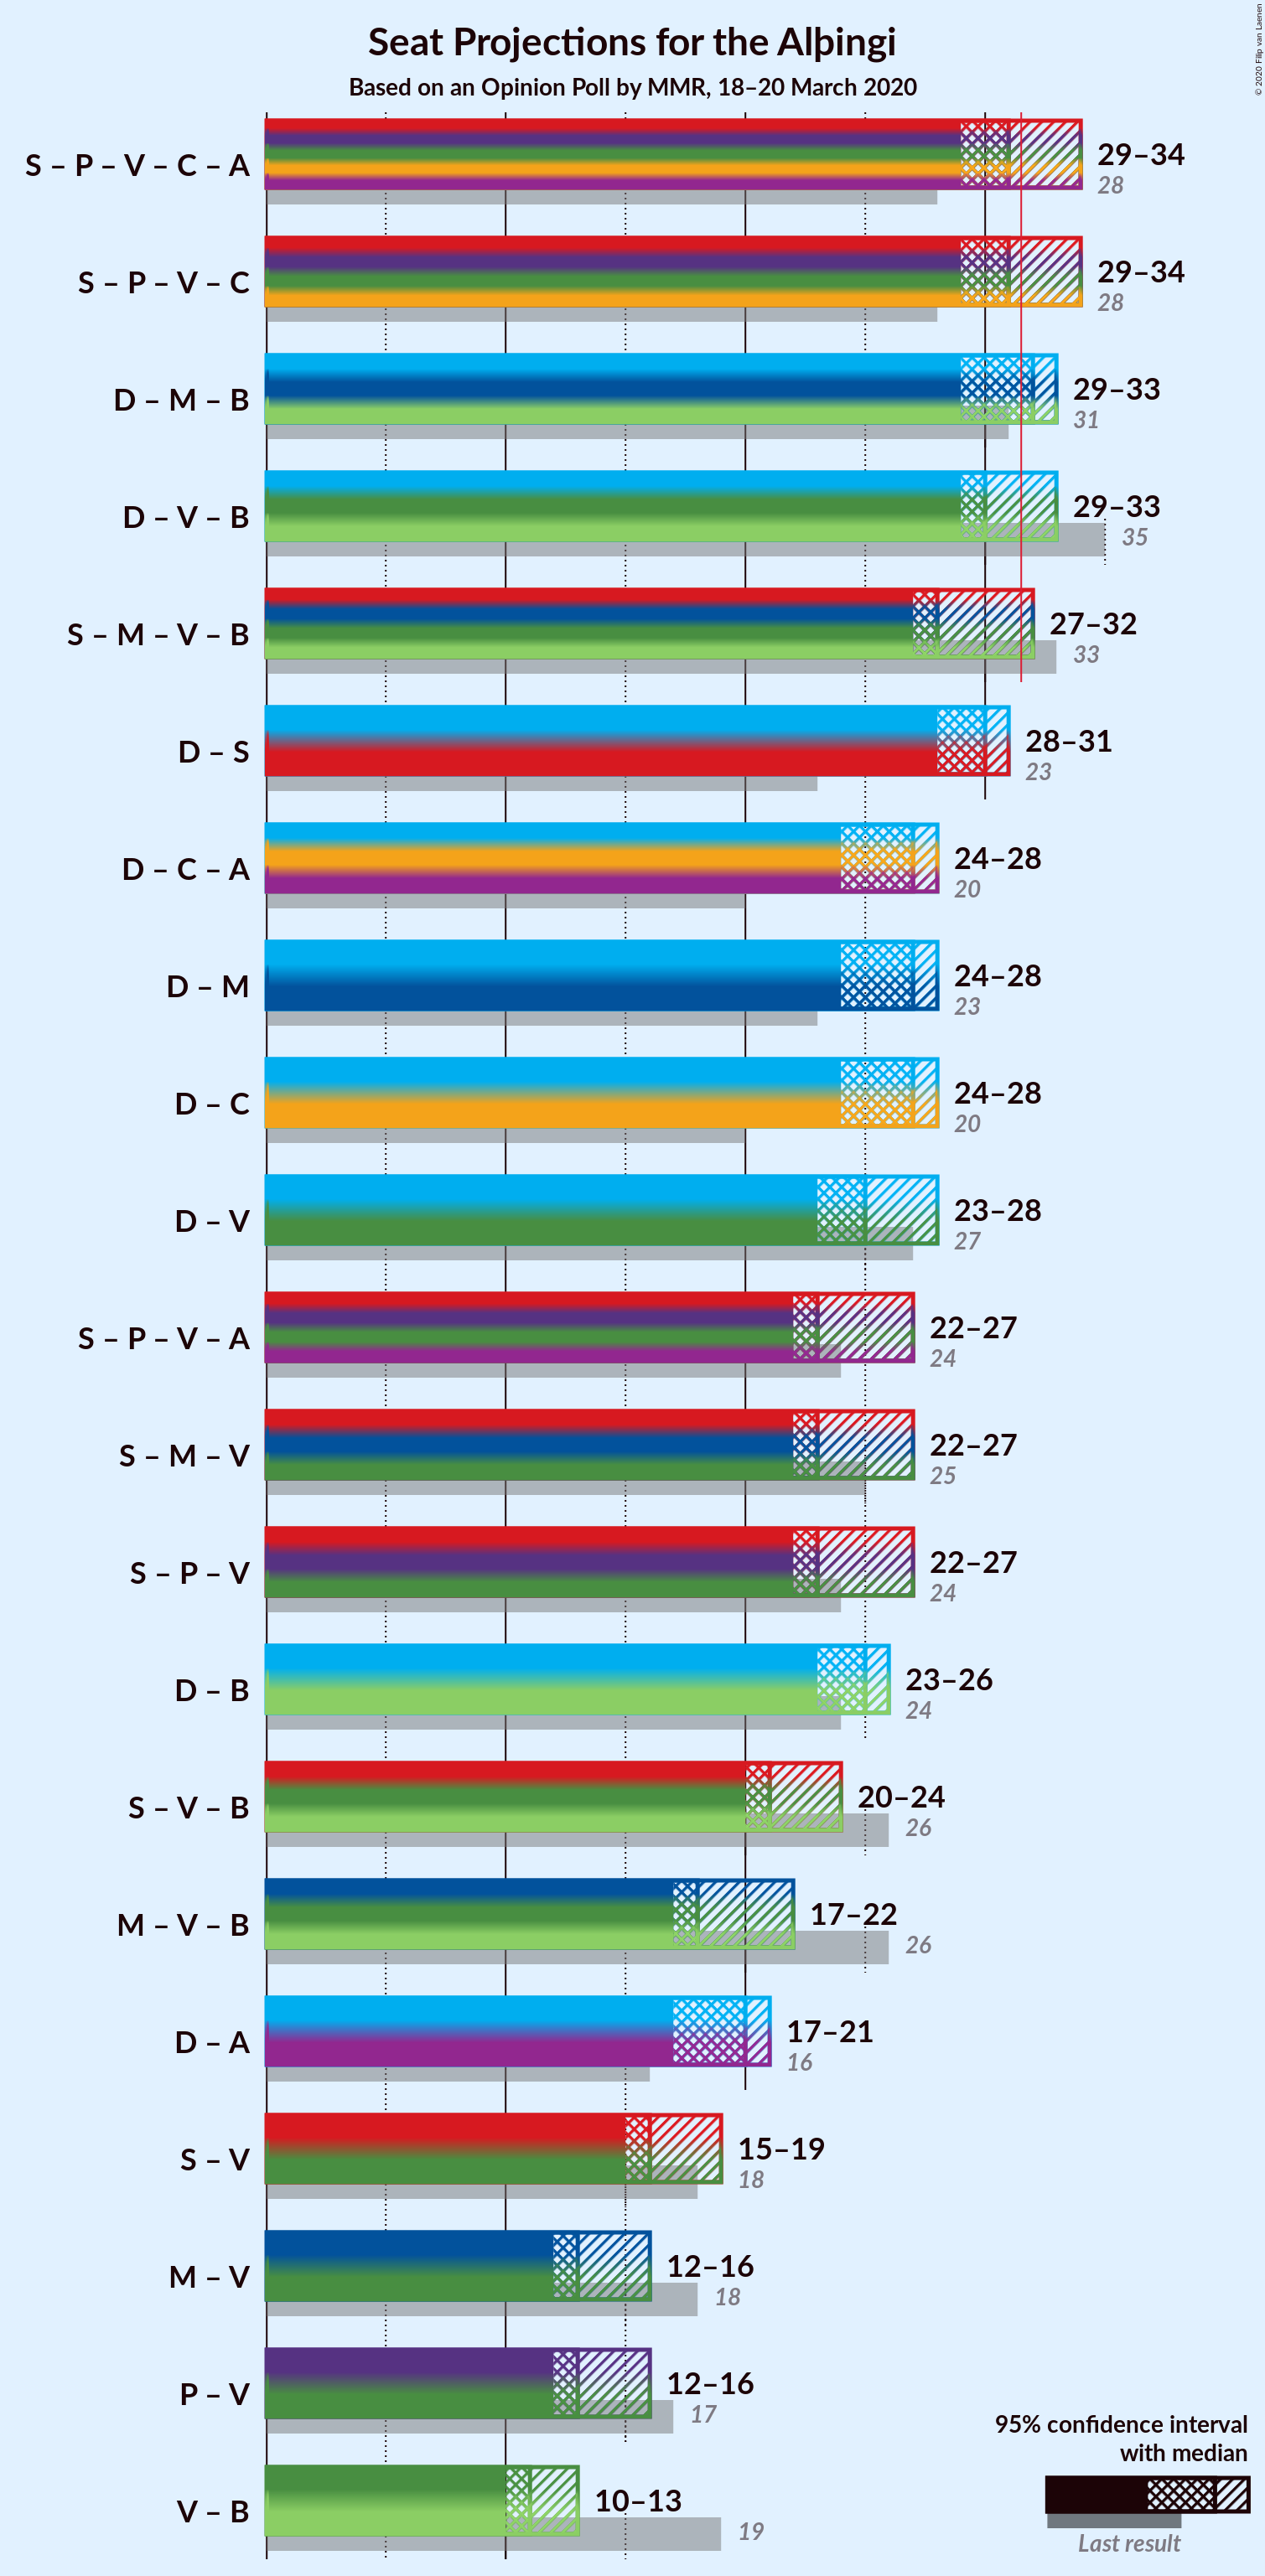 Seat Projections for the Alþingi
Based on an Opinion Poll by MMR, 18–20 March 2020
© 2020 Filip van Laenen
S – P – V – C – A
29–34
28
S – P – V – C
29–34
28
D – M – B
29–33
31
D – V – B
29–33
35
S – M – V – B
27–32
33
D – S
28–31
23
D – C – A
24–28
20
D – M
24–28
23
D – C
24–28
20
D – V
23–28
27
S – P – V – A
22–27
24
S – M – V
22–27
25
S – P – V
22–27
24
D – B
23–26
24
S – V – B
20–24
26
M – V – B
17–22
26
D – A
17–21
16
S – V
15–19
18
M – V
12–16
18
P – V
12–16
17
V – B
10–13
19
95% confidence interval
with median
Last result